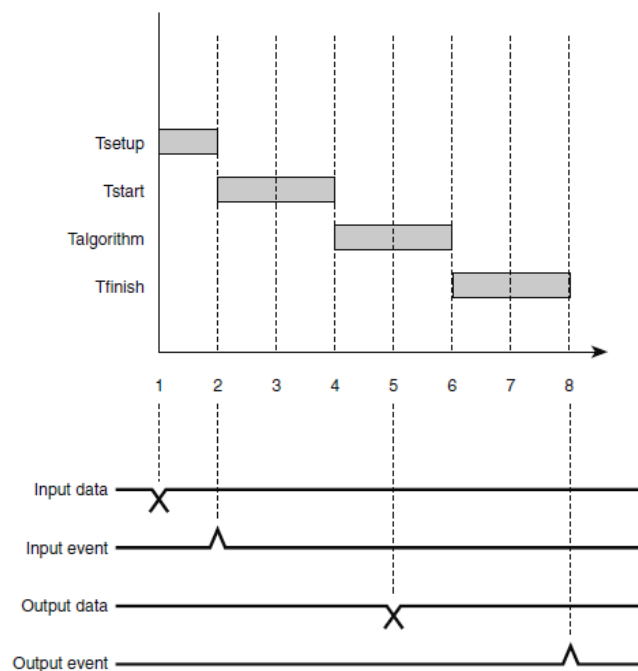 Tsetup
Tstart
Talgorithm
Tfinish
1 2 3 4 5 6 7 8
Input data
Input event
Output data
Output event